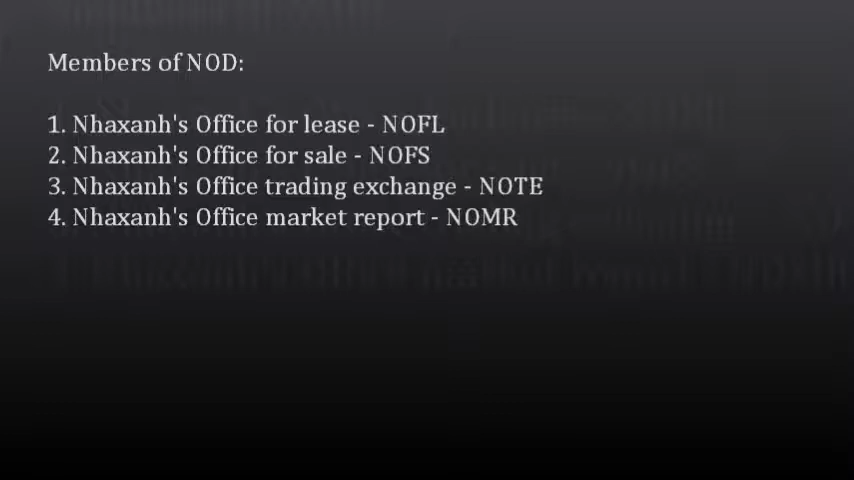 Members of NOD:
1. Nhaxanh's Office for lease - NOFL
2. Nhaxanh's Office for sale - NOFS
3. Nhaxanh's Office trading exchange - NOTE
4. Nhaxanh's Office market report - NOMR